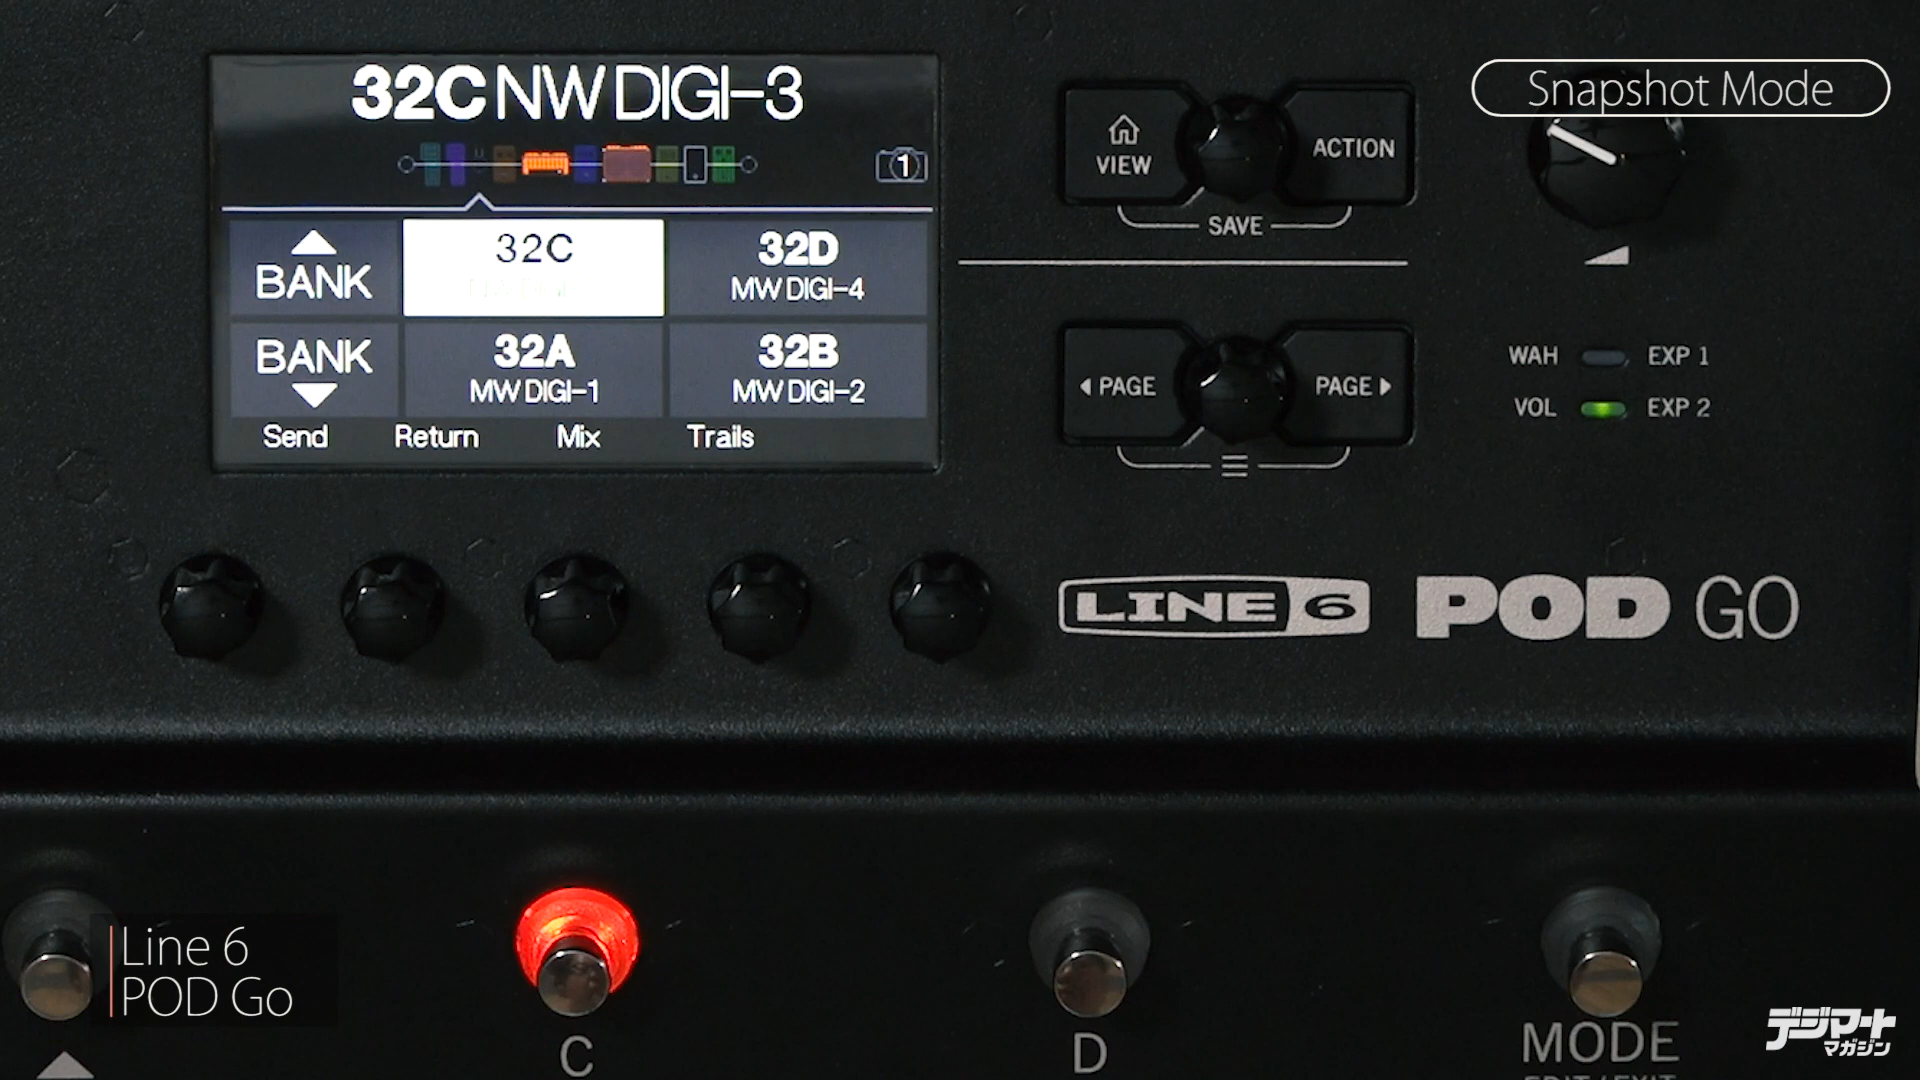 32C NW DIGI-3
Snapshot Mode
1
VIEW
ACTION
SAVE
BANK
32C
32D
MW DIGI-4
BANK
32A
MW DIGI-1
32B
MW DIGI-2
Send Return Mix Trails
PAGE
PAGE
WAH EXP 1
VOL EXP 2
LINE 6 POD GO
Line 6
POD Go
C
D
MODE
EDIT/EXIT
デジマート
マガジン